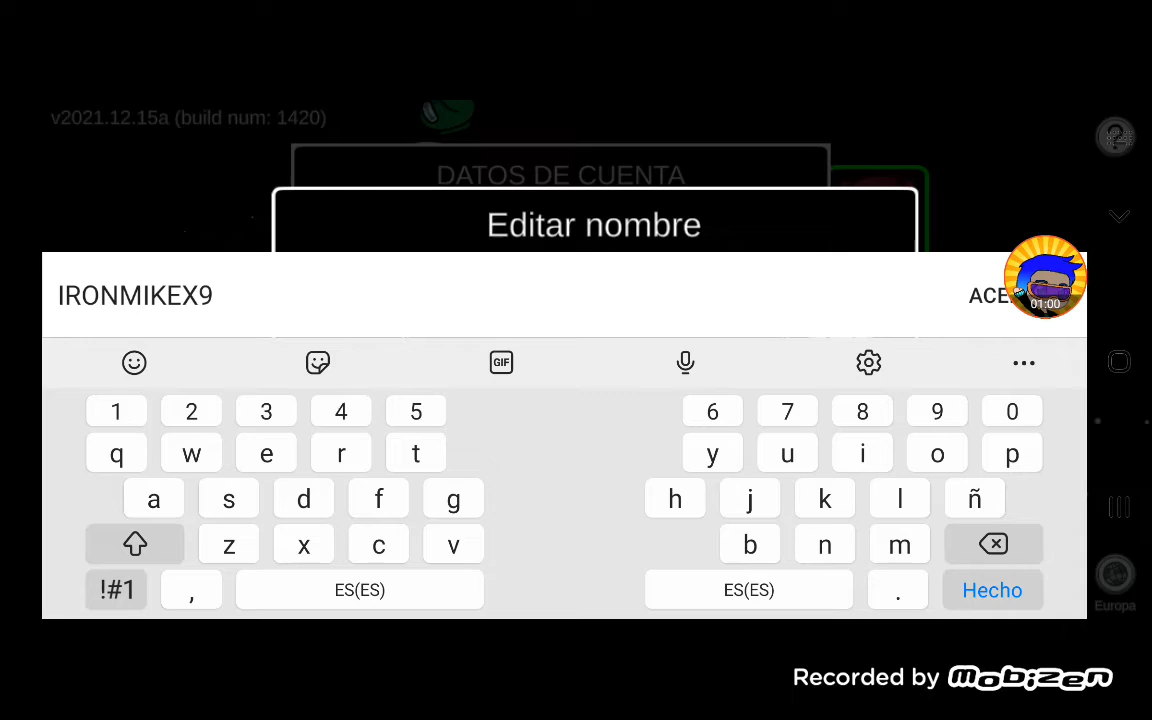 v2021.12.15a (build num: 1420)
DATOS DE CUENTA
Editar nombre
IRONMIKEX9
01:00
GIF
1 2 3 4 5 6 7 8 9 0
q w e r t y u i o p
a s d f g h j k l ñ
z x c v b n m
!#1 , ES(ES) ES(ES) . Hecho
Europa
Recorded by mobizen